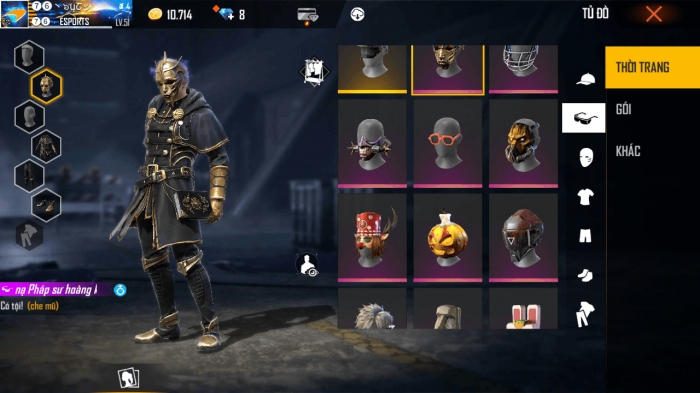 ESPORTS
LV.51
10.714
8
TỦ ĐỒ
THỜI TRANG
GÓI
KHÁC
nạ Pháp sư hoàng
Có tội! (che mũ)